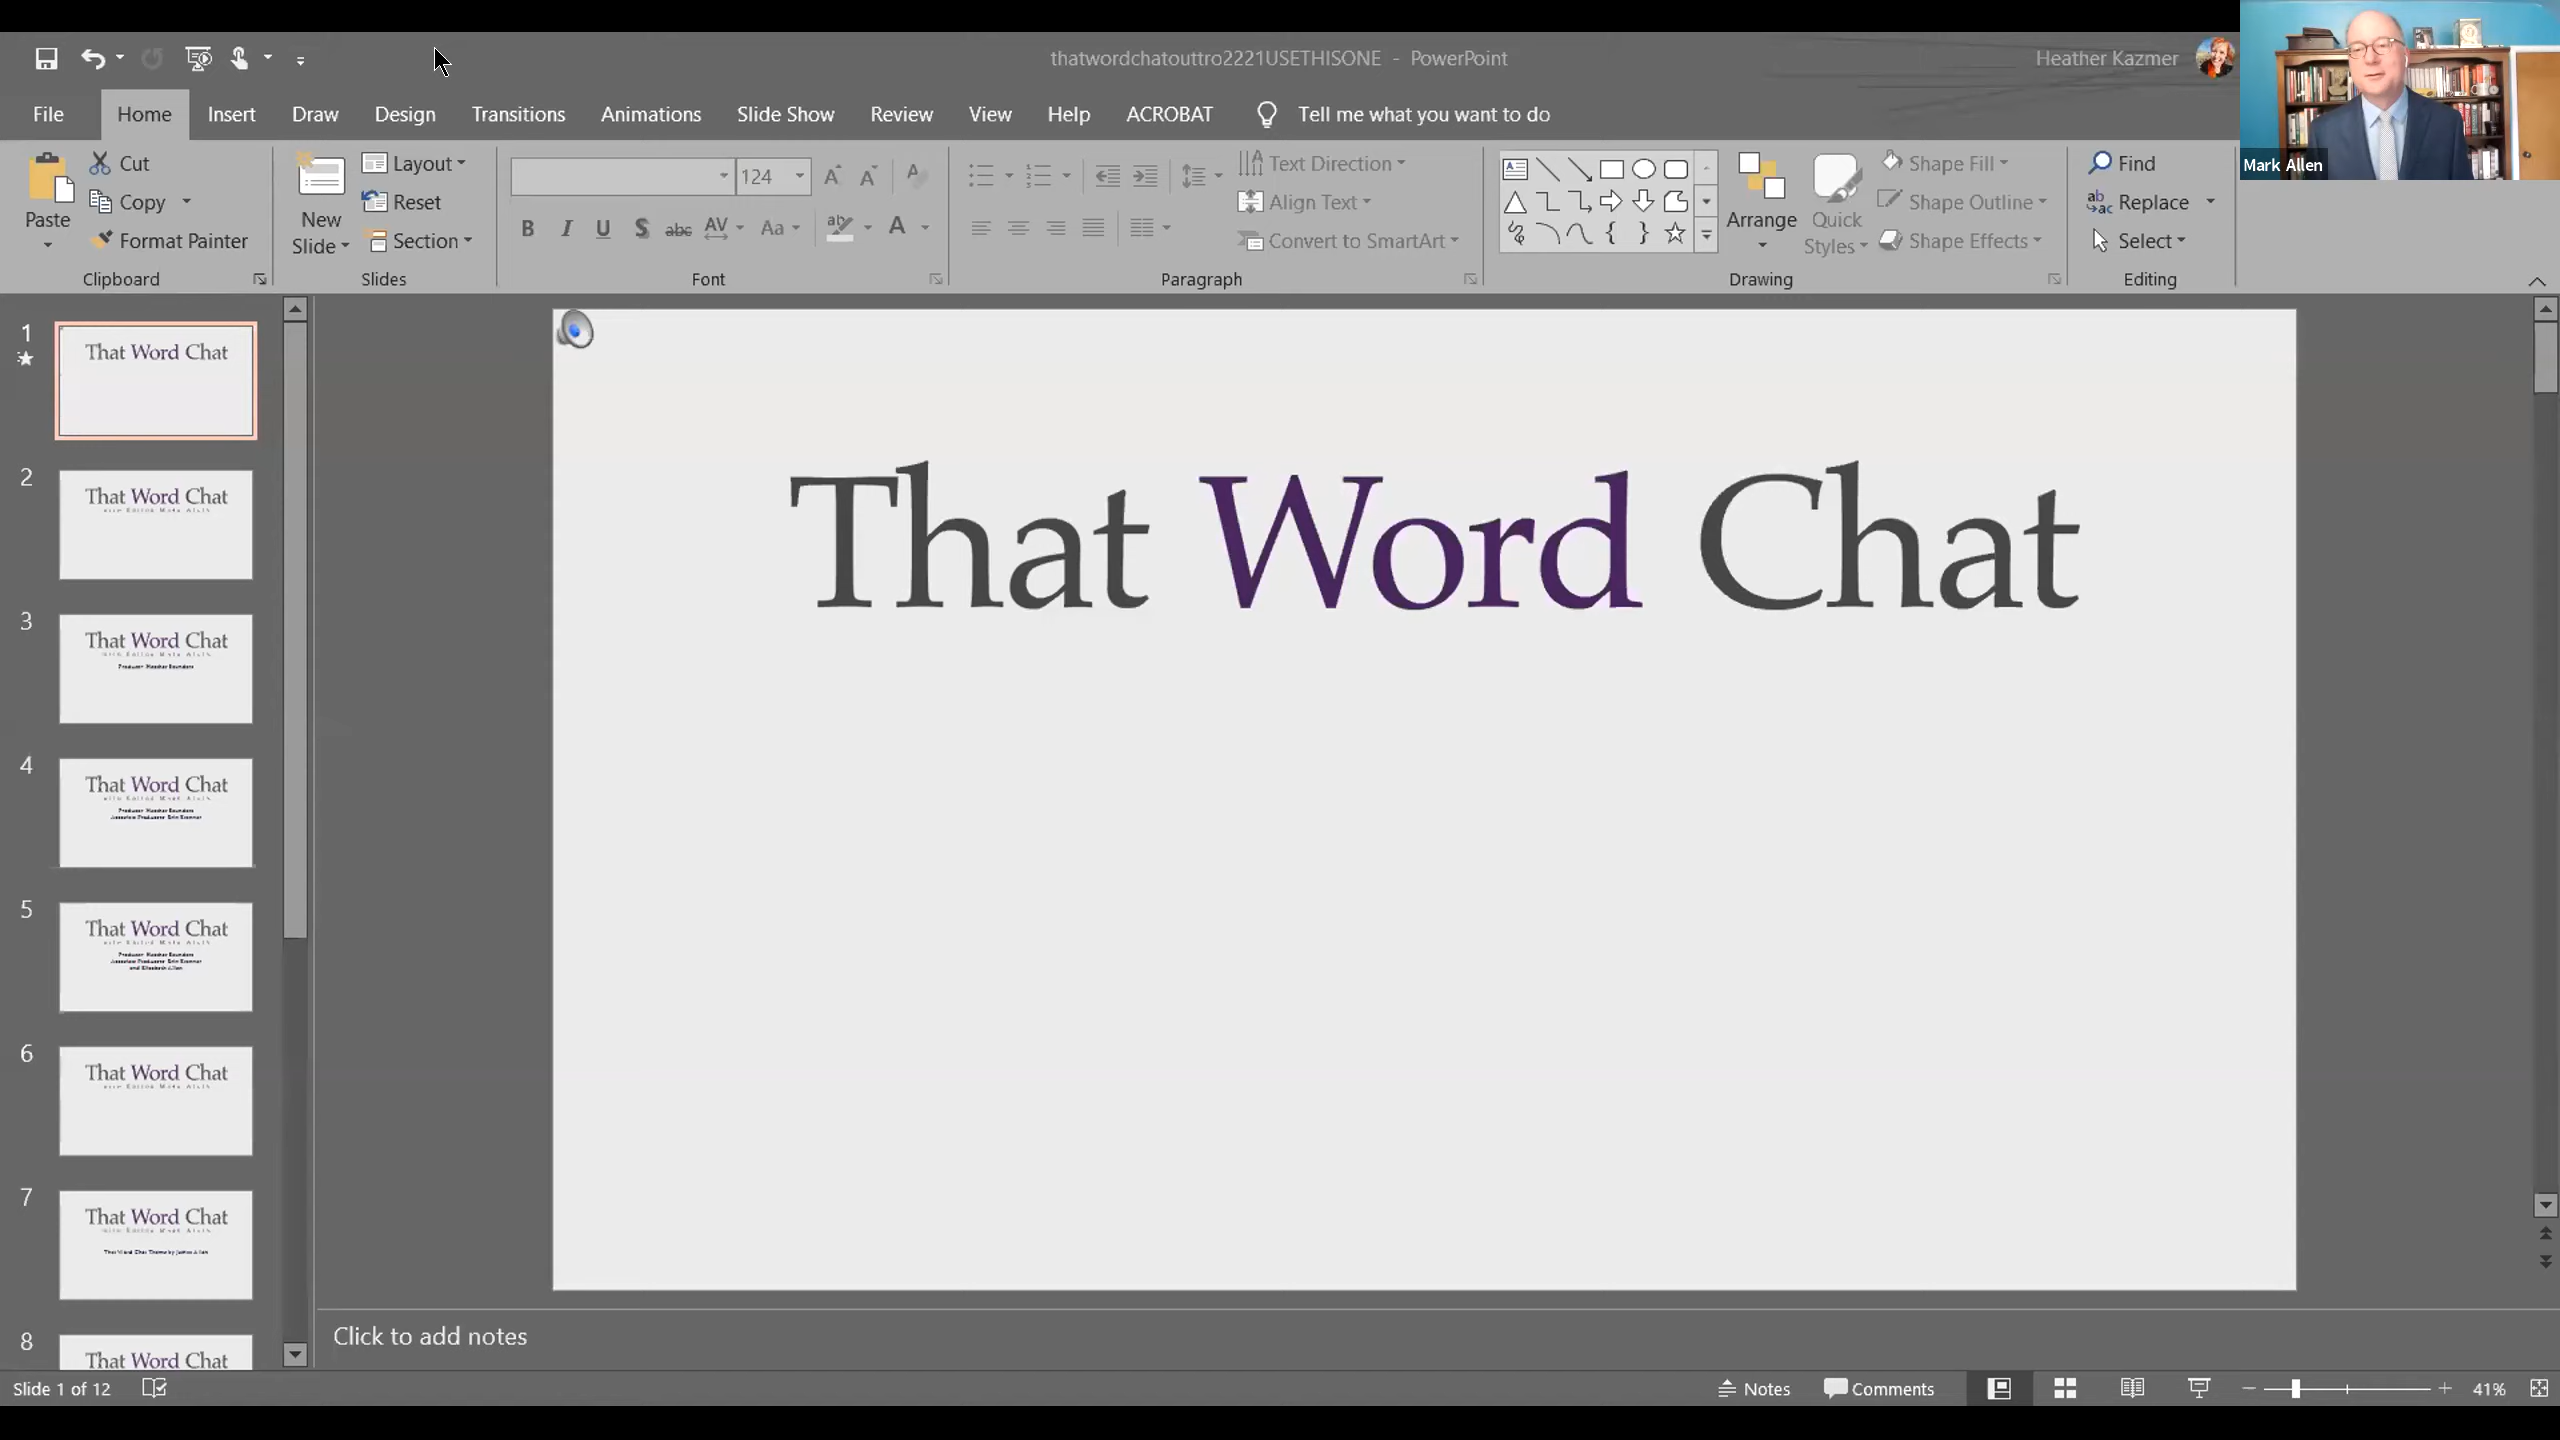 thatwordchatouttro2221USETHISONE - PowerPoint
Heather Kazmer
Mark Allen
File Home Insert Draw Design Transitions Animations Slide Show Review View Help ACROBAT Tell me what you want to do
Paste
Cut
Copy
Format Painter
Clipboard
New
Slide
Layout
Reset
Section
Slides
124
Font
Text Direction
Align Text
Convert to SmartArt
Paragraph
Arrange
Quick
Styles
Shape Fill
Shape Outline
Shape Effects
Drawing
Find
Replace
Select
Editing
1
That Word Chat
2
That Word Chat
3
That Word Chat
4
That Word Chat
5
That Word Chat
6
That Word Chat
7
That Word Chat
8
That Word Chat
That Word Chat
Click to add notes
Slide 1 of 12
Notes Comments 41%